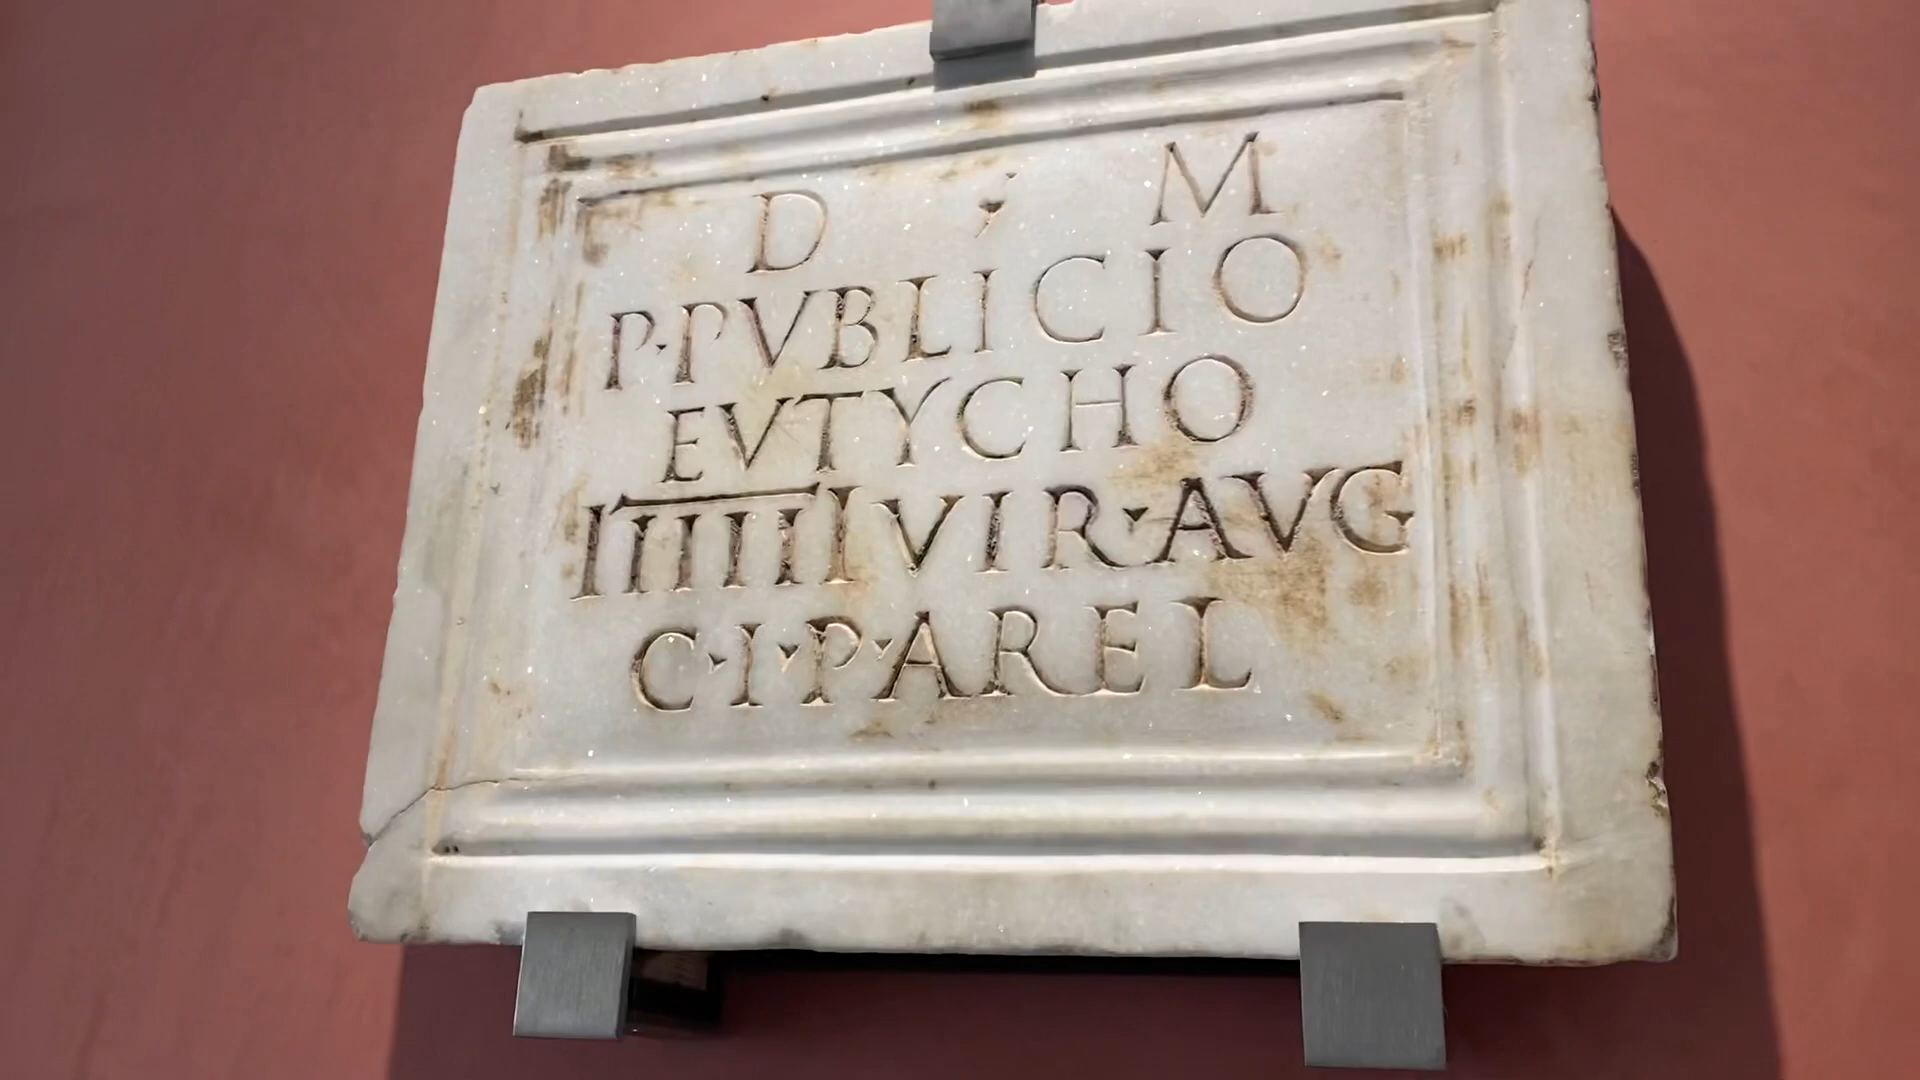 D · M
P·PVBLICIO
EVTYCHO
IIIIIIVIR·AVG
C·I·P·AREL